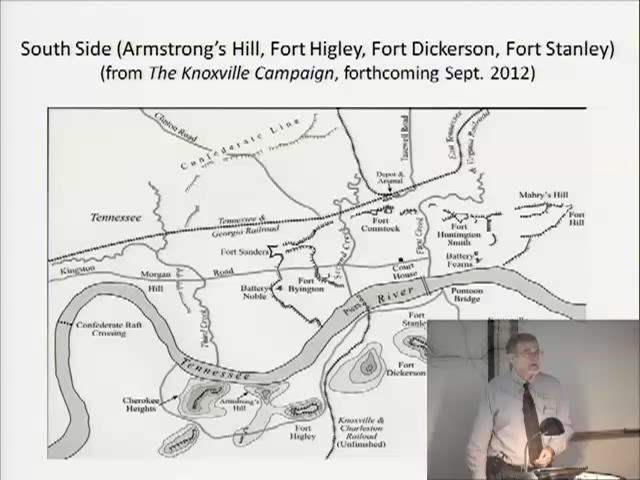 South Side (Armstrong's Hill, Fort Higley, Fort Dickerson, Fort Stanley)
(from The Knoxville Campaign, forthcoming Sept. 2012)
Clinton Road
Confederate Line
Tazewell Road
East Tennessee
& Virginia Railroad
Depot &
Arsenal
Tennessee
Tennessee &
Georgia Railroad
Fort
Comstock
Mabry's Hill
Fort
Hill
Fort
Huntington
Smith
Fort Sanders
Second Creek
First Creek
Battery
Fearns
Kingston
Morgan
Hill
Road
Fort
Byington
Court
House
Battery
Noble
River
Pontoon
Bridge
Confederate Raft
Crossing
Third Creek
Tennessee
Fort
Stanley
Fort
Dickerson
Cherokee
Heights
Armstrong's
Hill
Fort
Higley
Knoxville &
Charleston
Railroad
(Unfinished)